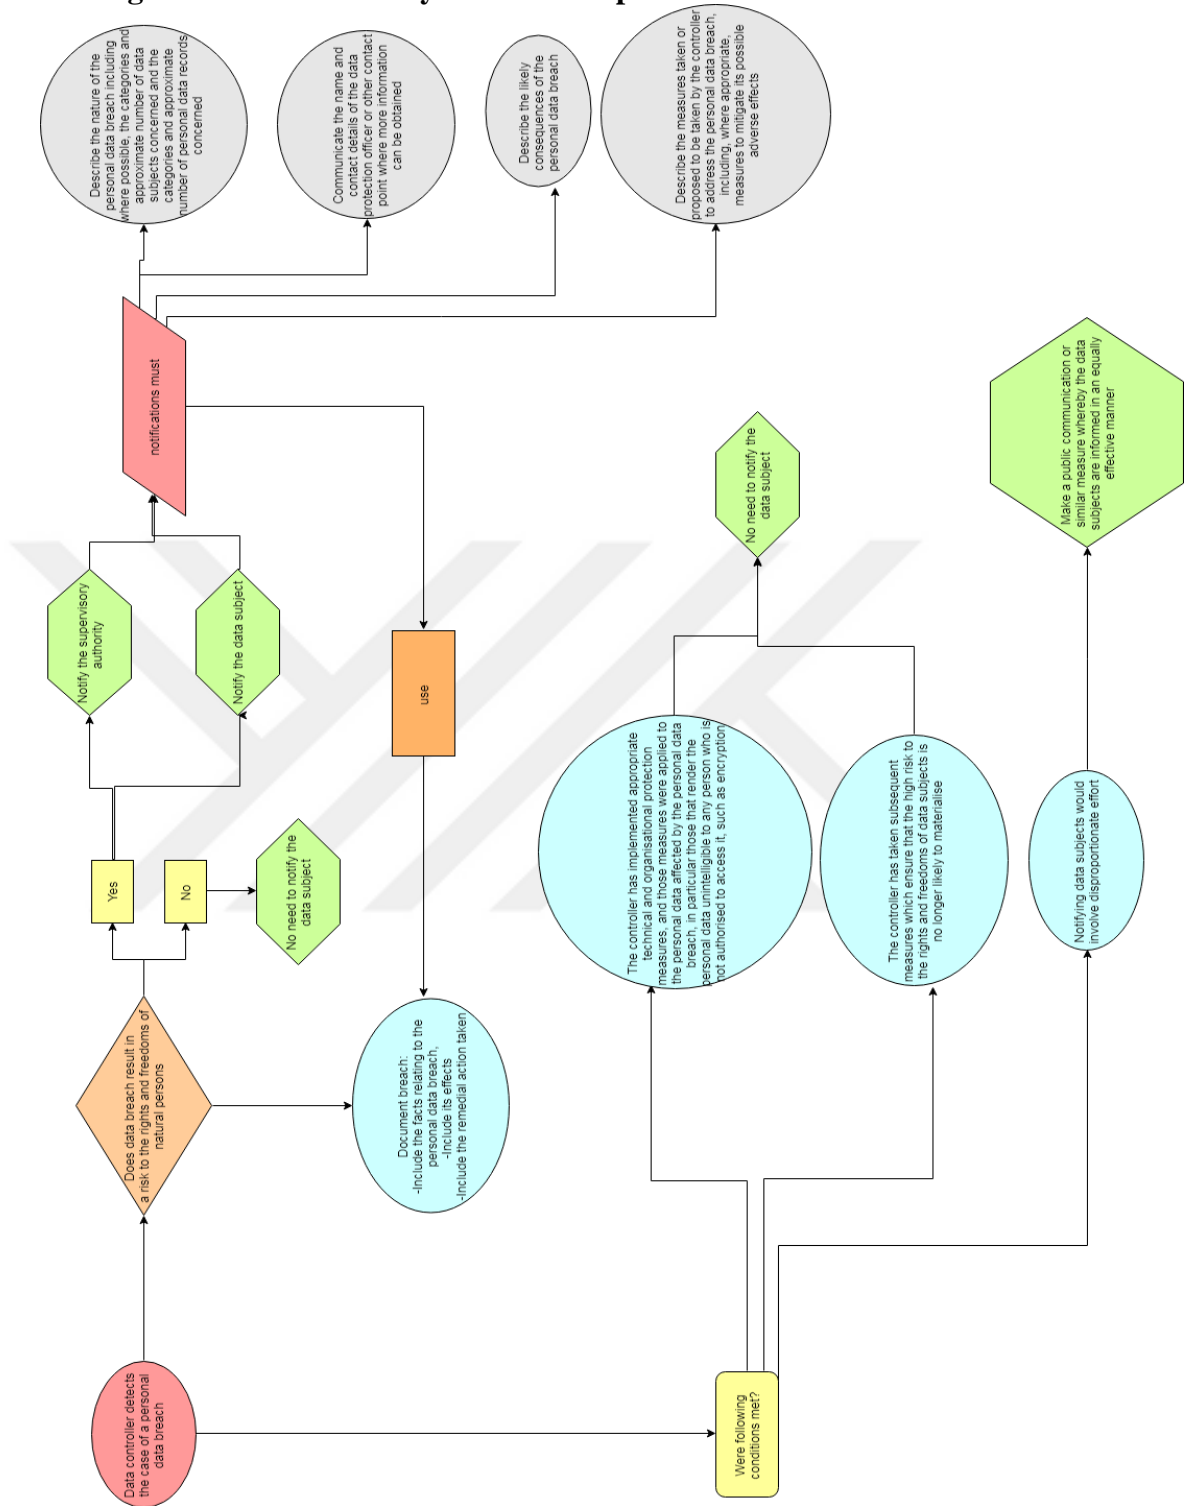 Data controller detects
the case of a personal
data breach
Does data breach result in
a risk to the rights and freedoms of
natural persons
Yes
No
No need to notify the
data subject
Notify the supervisory
authority
Notify the data subject
notifications must
Describe the nature of the
personal data breach including
where possible, the categories and
approximate number of data
subjects concerned and the
categories and approximate
number of personal data records
concerned
Communicate the name and
contact details of the data
protection officer or other contact
point where more information
can be obtained
Describe the likely
consequences of the
personal data breach
Describe the measures taken or
proposed to be taken by the controller
to address the personal data breach,
including, where appropriate,
measures to mitigate its possible
adverse effects
use
Document breach:
-Include the facts relating to the
personal data breach,
-Include its effects
-Include the remedial action taken
Were following
conditions met?
The controller has implemented appropriate
technical and organisational protection
measures, and those measures were applied to
the personal data affected by the personal data
breach, in particular those that render the
personal data unintelligible to any person who is
not authorised to access it, such as encryption
The controller has taken subsequent
measures which ensure that the high risk to
the rights and freedoms of data subjects is
no longer likely to materialise
No need to notify the
data subject
Notifying data subjects would
involve disproportionate effort
Make a public communication or
similar measure whereby the data
subjects are informed in an equally
effective manner